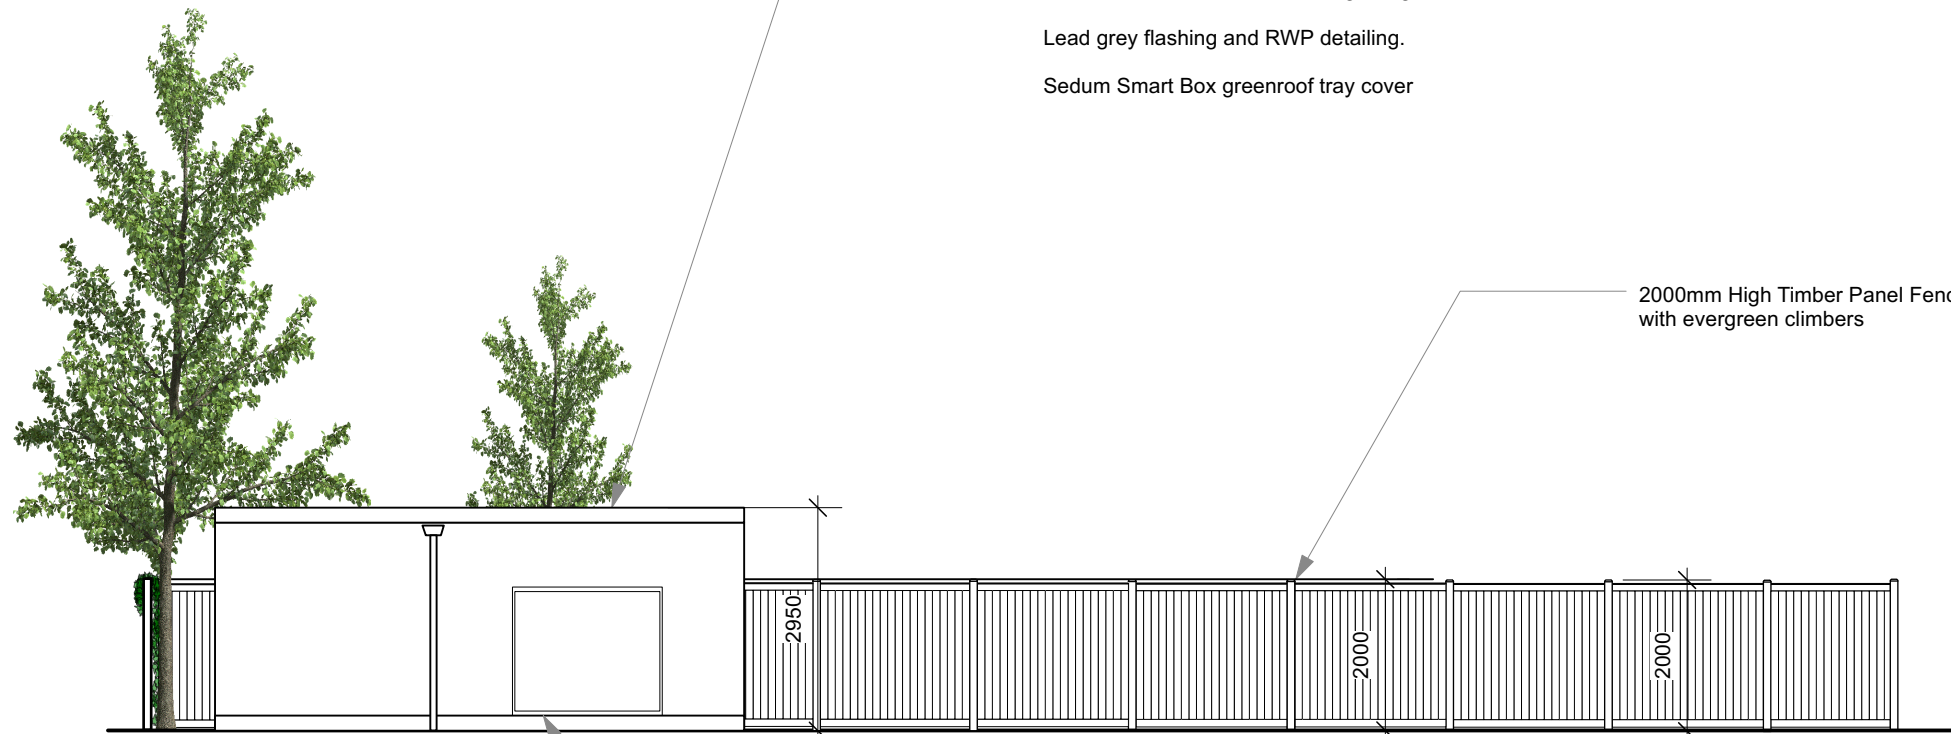 Lead grey flashing and RWP detailing.
Sedum Smart Box greenroof tray cover
2000mm High Timber Panel
with evergreen climbers
2950
2000
2000